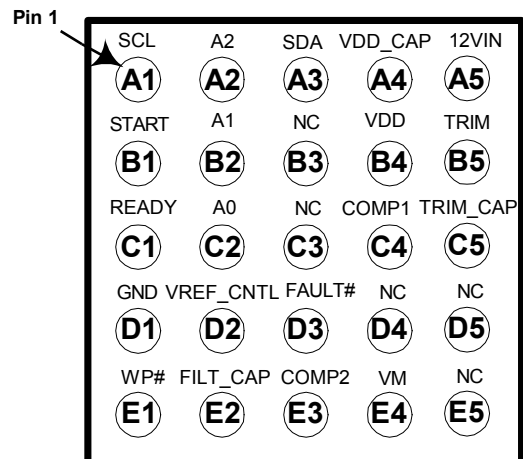 Pin 1
SCL A2 SDA VDD_CAP 12VIN
A1 A2 A3 A4 A5
START A1 NC VDD TRIM
B1 B2 B3 B4 B5
READY A0 NC COMP1 TRIM_CAP
C1 C2 C3 C4 C5
GND VREF_CNTL FAULT# NC NC
D1 D2 D3 D4 D5
WP# FILT_CAP COMP2 VM NC
E1 E2 E3 E4 E5